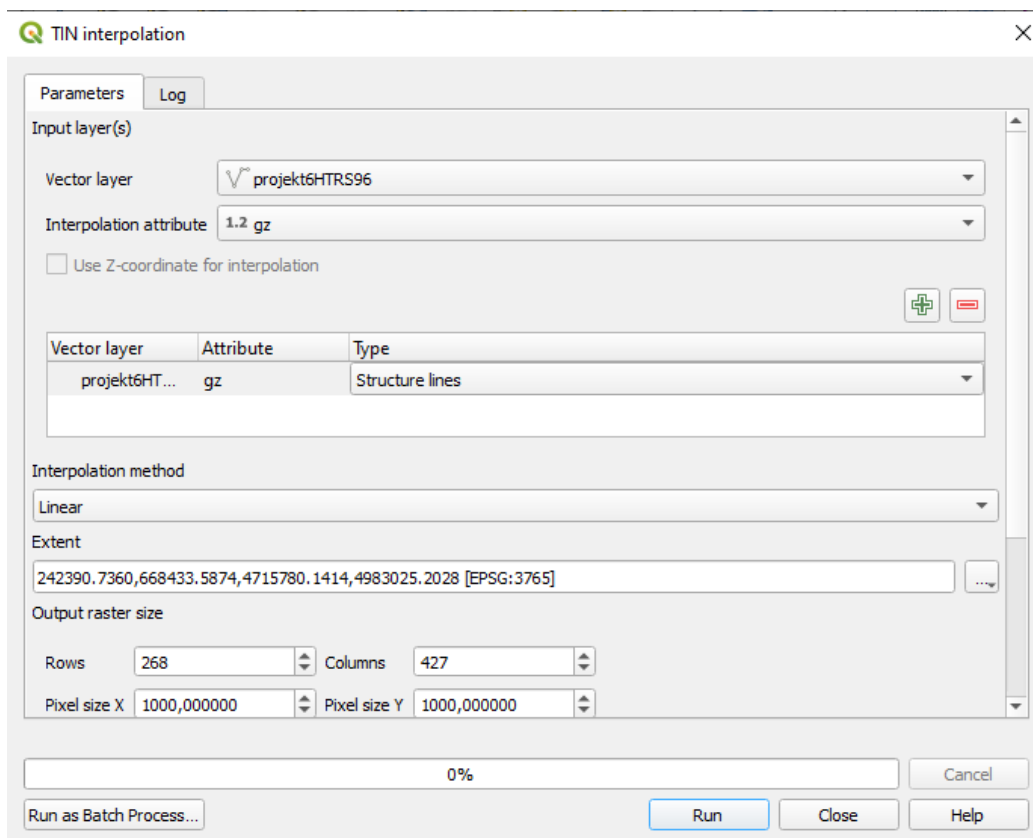 TIN interpolation
Parameters Log
Input layer(s)
Vector layer projekt6HTRS96
Interpolation attribute 1.2 gz
Use Z-coordinate for interpolation
Vector layer Attribute Type
projekt6HT... gz Structure lines
Interpolation method
Linear
Extent
242390.7360,668433.5874,4715780.1414,4983025.2028 [EPSG:3765]
...
Output raster size
Rows 268 Columns 427
Pixel size X 1000,000000 Pixel size Y 1000,000000
0% Cancel
Run as Batch Process... Run Close Help